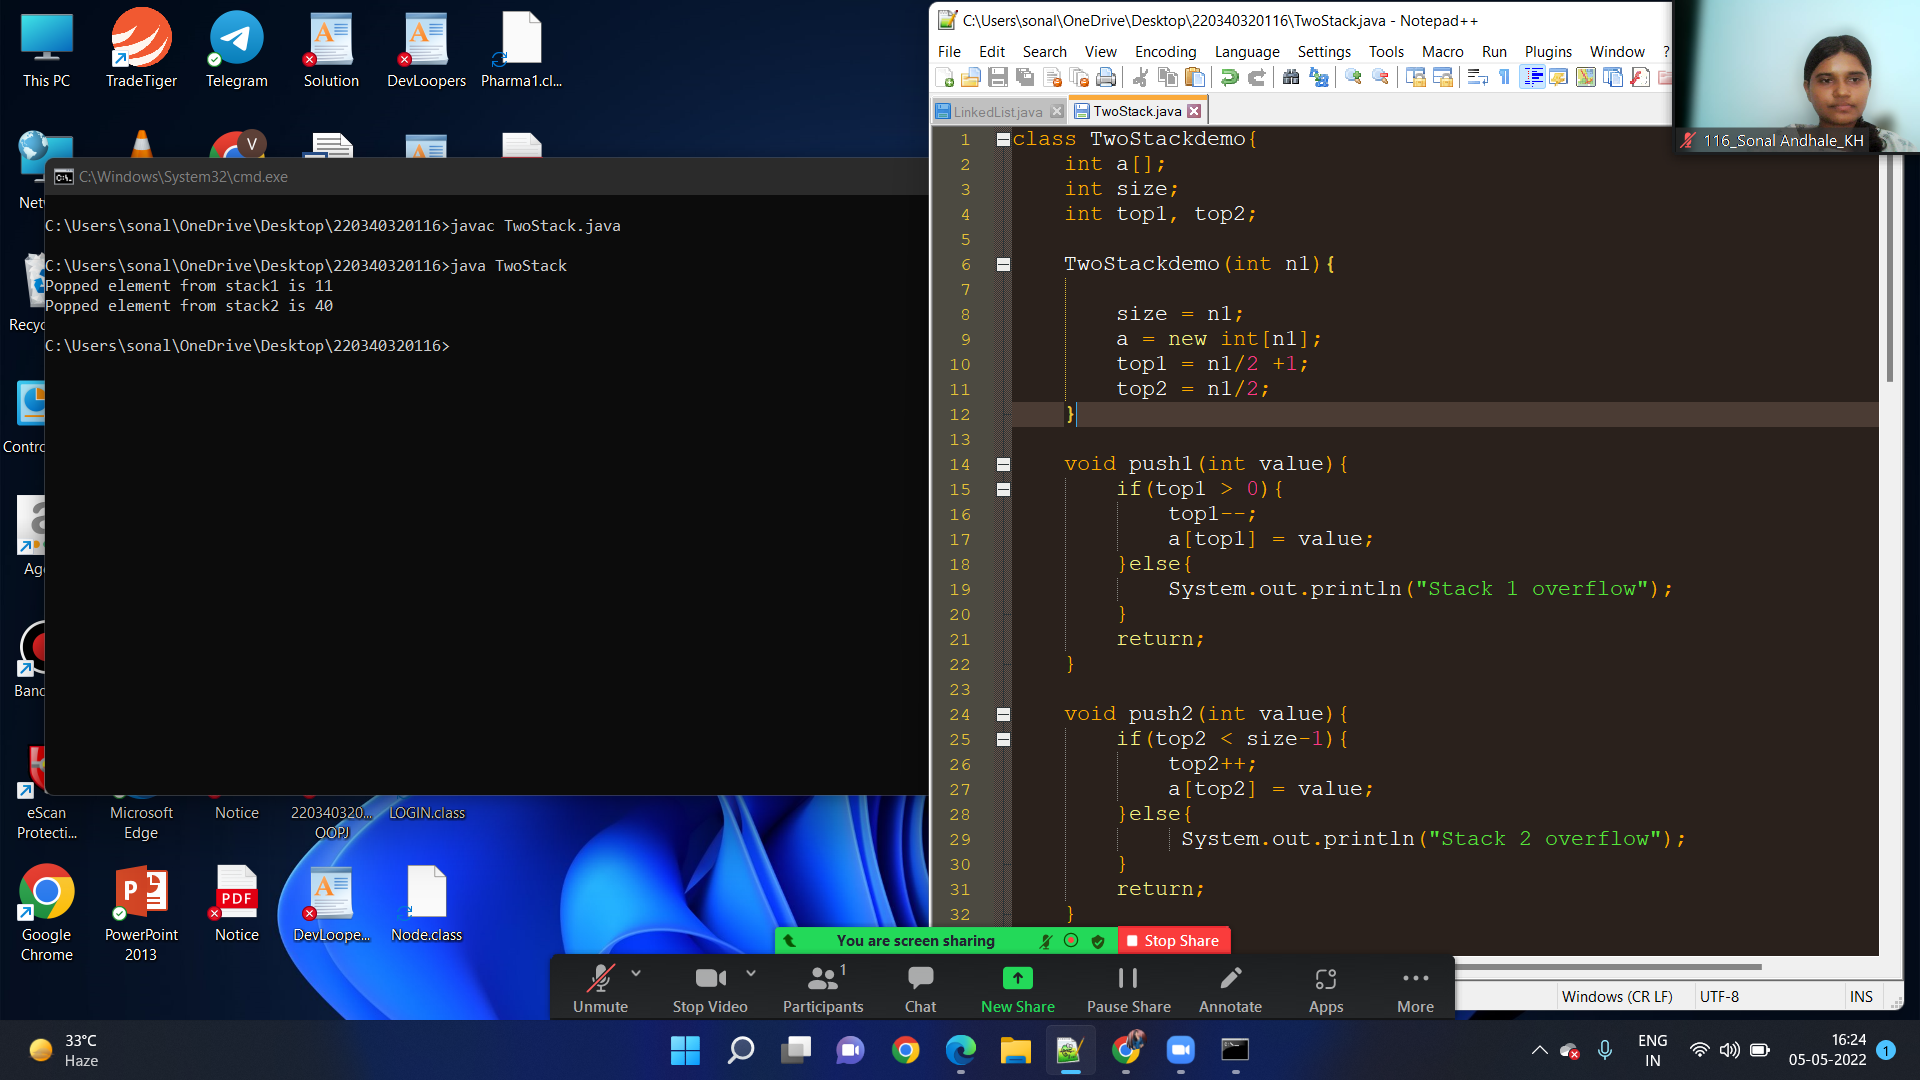 This PC
TradeTiger
Telegram
Solution
DevLoopers
Pharma1.cl...
V
Recyc
Contro
Ag
Band
eScan
Protecti...
Microsoft
Edge
Notice
220340320...
OOPJ
LOGIN.class
Google
Chrome
PowerPoint
2013
PDF
Notice
DevLoope...
Node.class
C:\Windows\System32\cmd.exe
C:\Users\sonal\OneDrive\Desktop\220340320116>javac TwoStack.java
C:\Users\sonal\OneDrive\Desktop\220340320116>java TwoStack
Popped element from stack1 is 11
Popped element from stack2 is 40
C:\Users\sonal\OneDrive\Desktop\220340320116>
C:\Users\sonal\OneDrive\Desktop\220340320116\TwoStack.java - Notepad++
File Edit Search View Encoding Language Settings Tools Macro Run Plugins Window ?
LinkedList.java TwoStack.java
116_Sonal Andhale_KH
1 class TwoStackdemo{
2 int a[];
3 int size;
4 int top1, top2;
5
6 TwoStackdemo(int n1){
7
8 size = n1;
9 a = new int[n1];
10 top1 = n1/2 +1;
11 top2 = n1/2;
12 }
13
14 void push1(int value){
15 if(top1 > 0){
16 top1--;
17 a[top1] = value;
18 }else{
19 System.out.println("Stack 1 overflow");
20 }
21 return;
22 }
23
24 void push2(int value){
25 if(top2 < size-1){
26 top2++;
27 a[top2] = value;
28 }else{
29 System.out.println("Stack 2 overflow");
30 }
31 return;
32 }
You are screen sharing
Stop Share
1
Unmute Stop Video Participants Chat New Share Pause Share Annotate Apps More
Windows (CR LF) UTF-8 INS
33°C
Haze
ENG
IN
16:24
05-05-2022
1